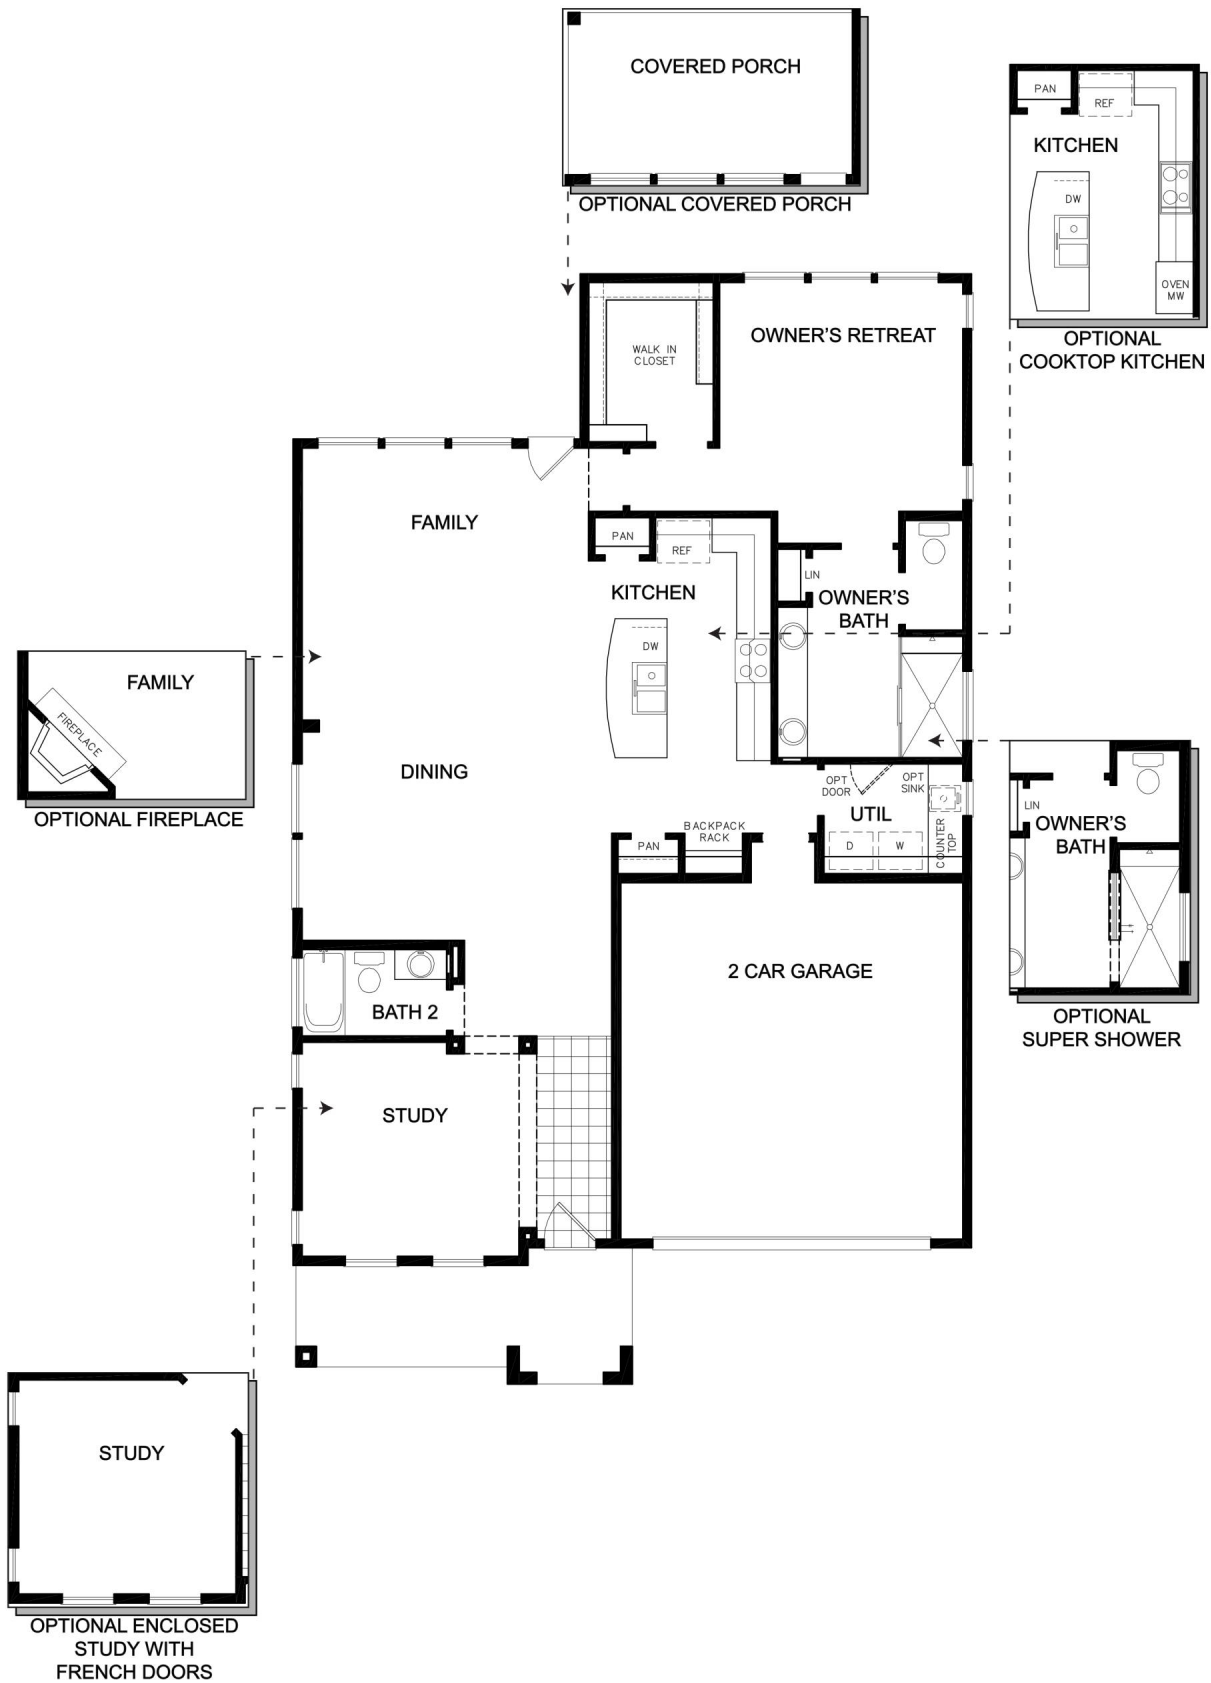 COVERED PORCH
OPTIONAL COVERED PORCH
PAN
REF
KITCHEN
DW
OVEN
MW
OPTIONAL
COOKTOP KITCHEN
OWNER'S RETREAT
WALK IN
CLOSET
FAMILY
PAN
REF
KITCHEN
DW
LIN
OWNER'S
BATH
FAMILY
FIREPLACE
OPTIONAL FIREPLACE
DINING
OPT
DOOR
OPT
SINK
UTIL
D
W
COUNTER
TOP
BACKPACK
RACK
PAN
LIN
OWNER'S
BATH
OPTIONAL
SUPER SHOWER
2 CAR GARAGE
BATH 2
STUDY
STUDY
OPTIONAL ENCLOSED
STUDY WITH
FRENCH DOORS